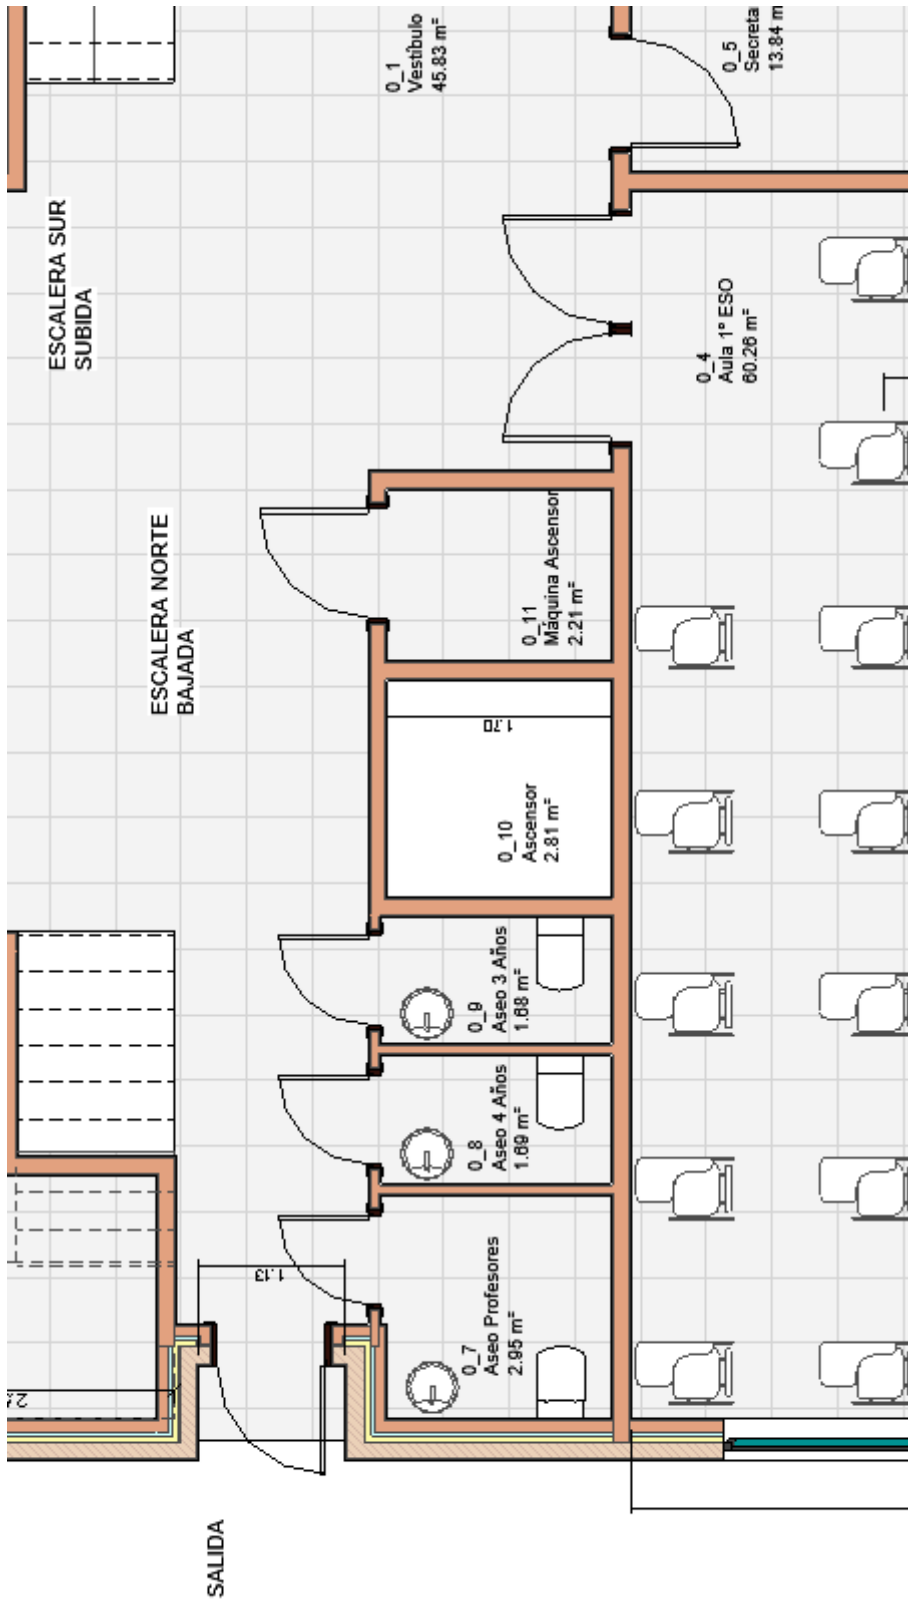 0_1
Vestíbulo
45.83 m²
0_5
Secreta
13.84 m
ESCALERA SUR
SUBIDA
0_4
Aula 1º ESO
60.26 m²
ESCALERA NORTE
BAJADA
0_11
Máquina Ascensor
2.21 m²
1.70
0_10
Ascensor
2.81 m²
0_9
Aseo 3 Años
1.68 m²
0_8
Aseo 4 Años
1.69 m²
1.13
0_7
Aseo Profesores
2.95 m²
SALIDA